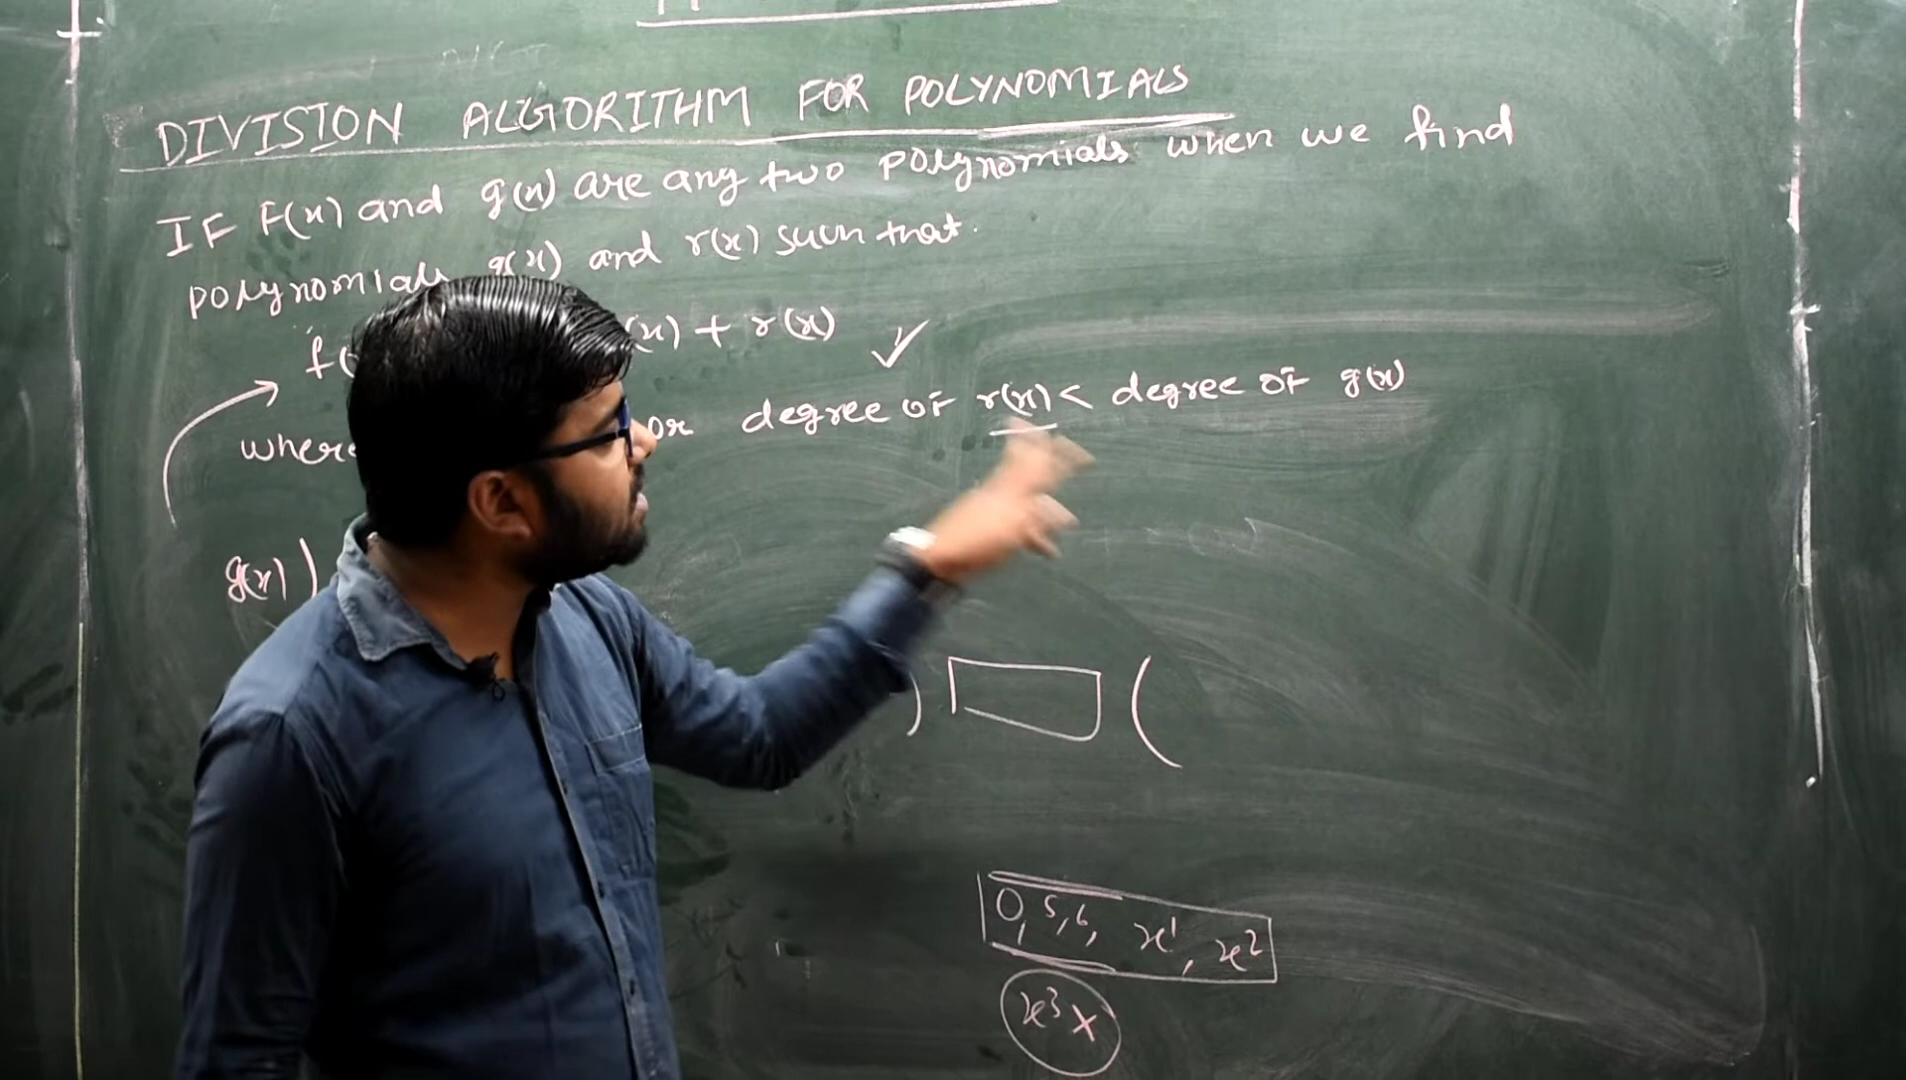 DIVISION ALGORITHM FOR POLYNOMIALS
IF F(x) and g(x) are any two polynomials when we find
polynomials q(x) and r(x) such that.
f( (x) + r(x) ✓
where or degree of r(x) < degree of g(x)
g(x) )
) (
0, 5, 6, x¹, x²
x³ ×